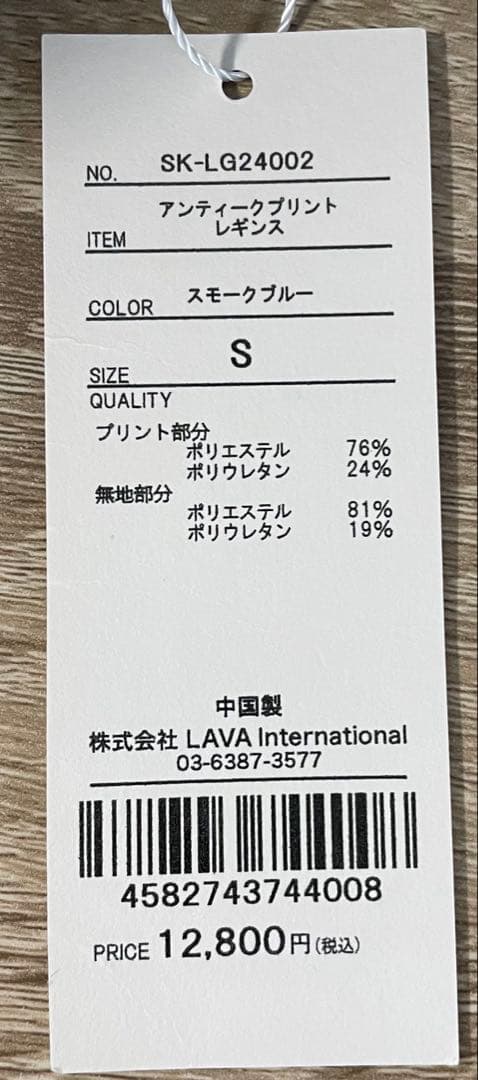 NO. SK-LG24002
アンティークプリント
ITEM レギンス
COLOR スモークブルー
SIZE S
QUALITY
プリント部分
ポリエステル 76%
ポリウレタン 24%
無地部分
ポリエステル 81%
ポリウレタン 19%
中国製
株式会社 LAVA International
03-6387-3577
4582743744008
PRICE 12,800円(税込)